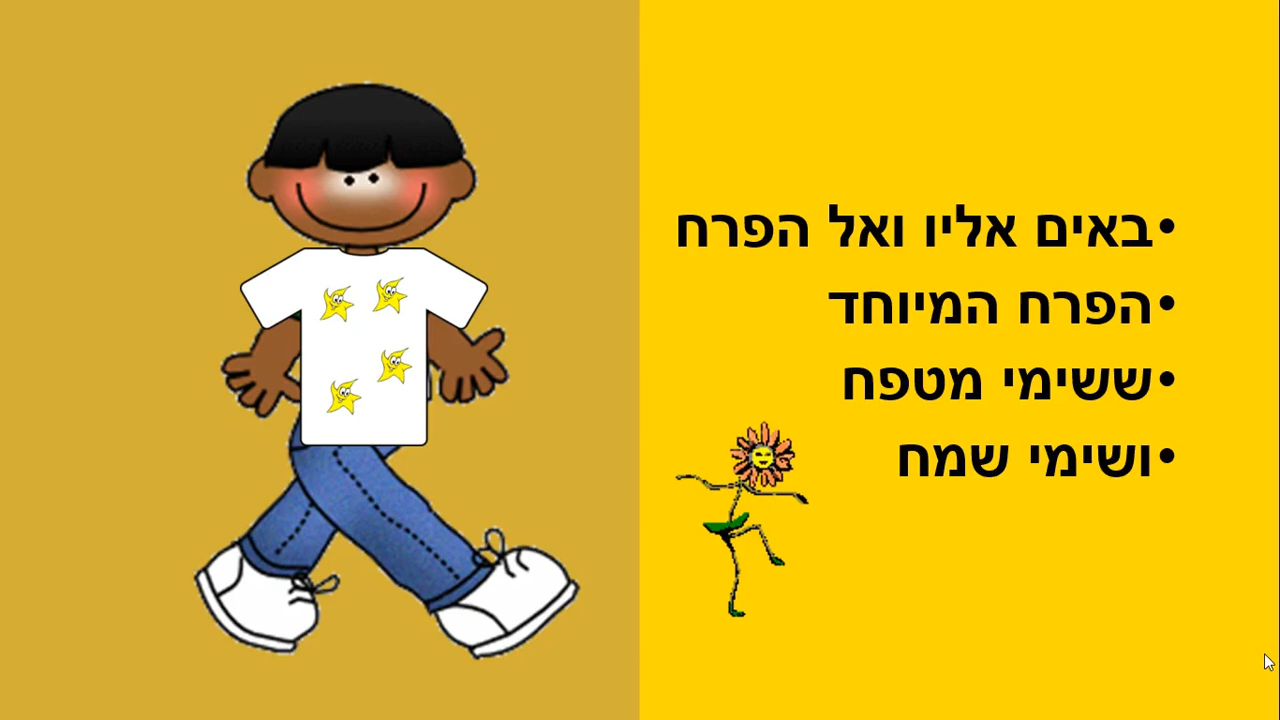 •באים אליו ואל הפרח
•הפרח המיוחד
•ששימי מטפח
•ושימי שמח